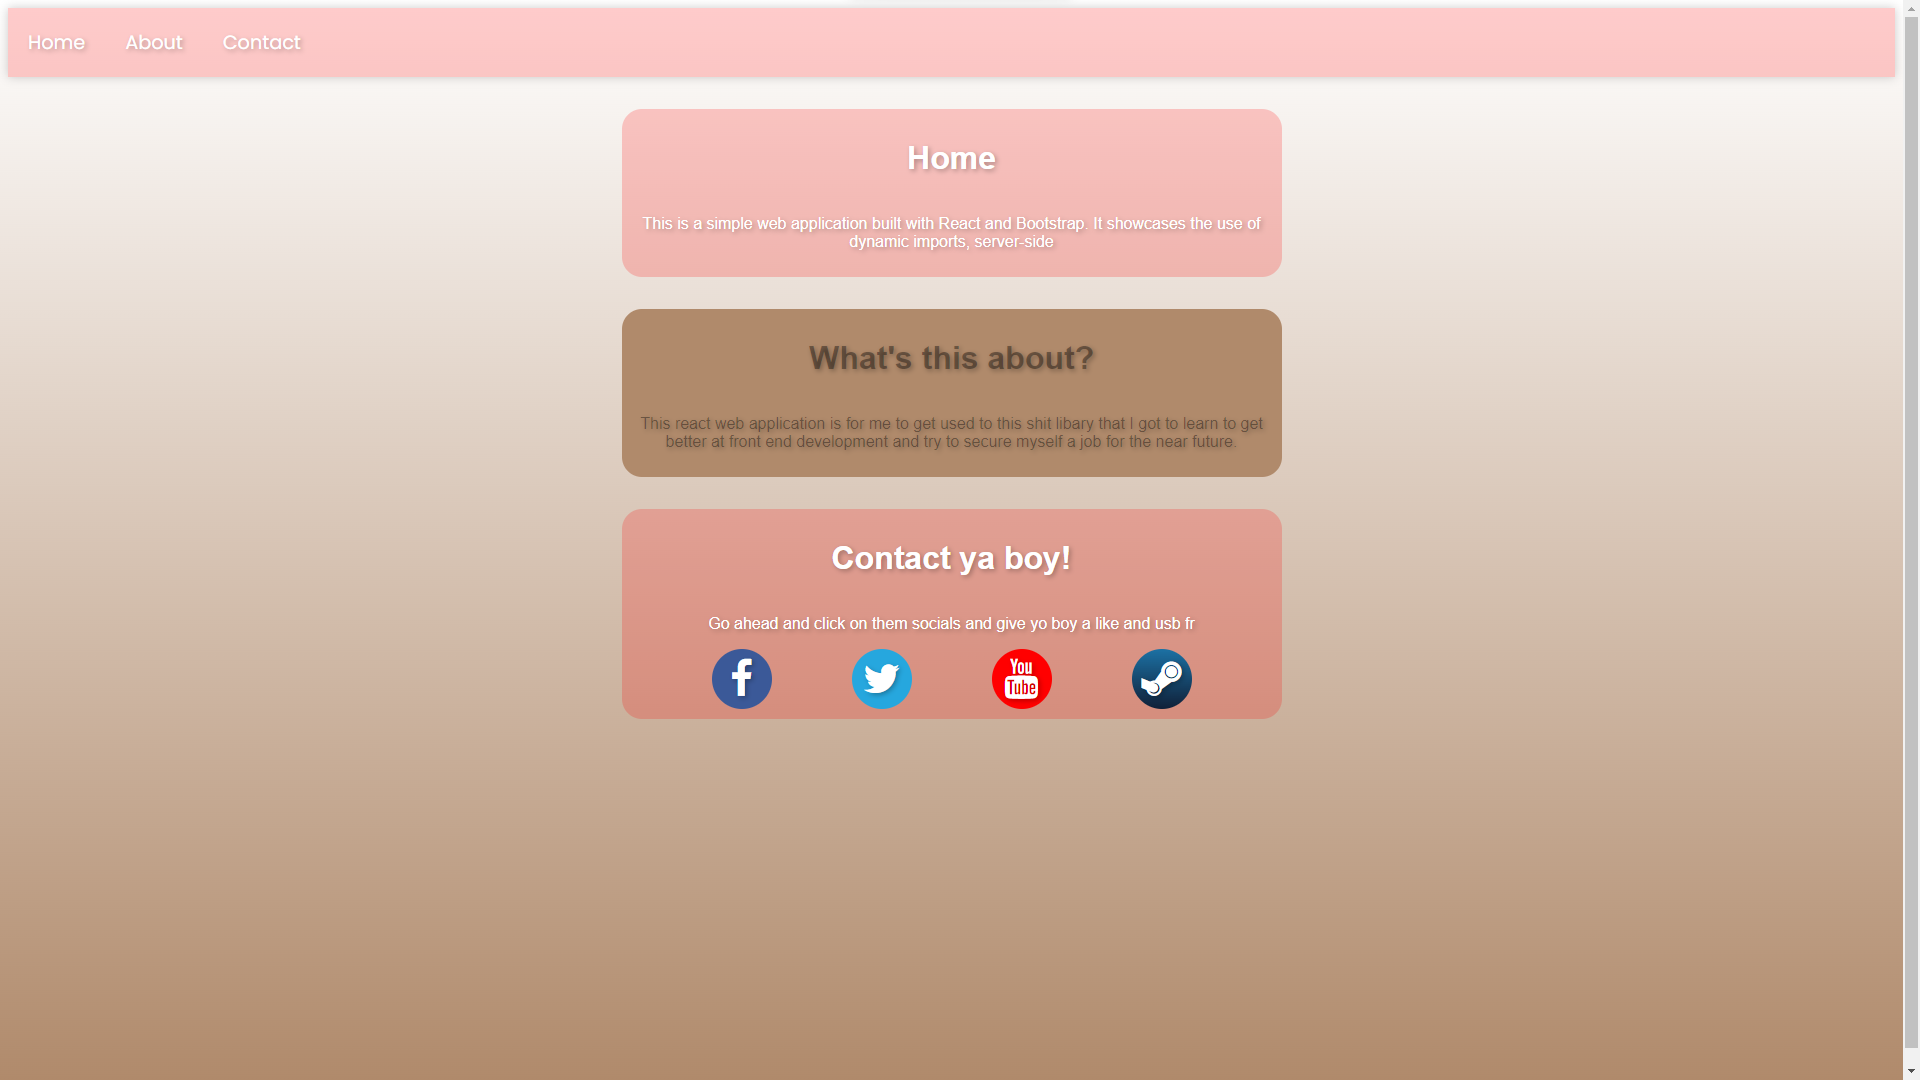 Home About Contact
Home
This is a simple web application built with React and Bootstrap. It showcases the use of
dynamic imports, server-side
What's this about?
This react web application is for me to get used to this shit libary that I got to learn to get
better at front end development and try to secure myself a job for the near future.
Contact ya boy!
Go ahead and click on them socials and give yo boy a like and usb fr
f
You
Tube